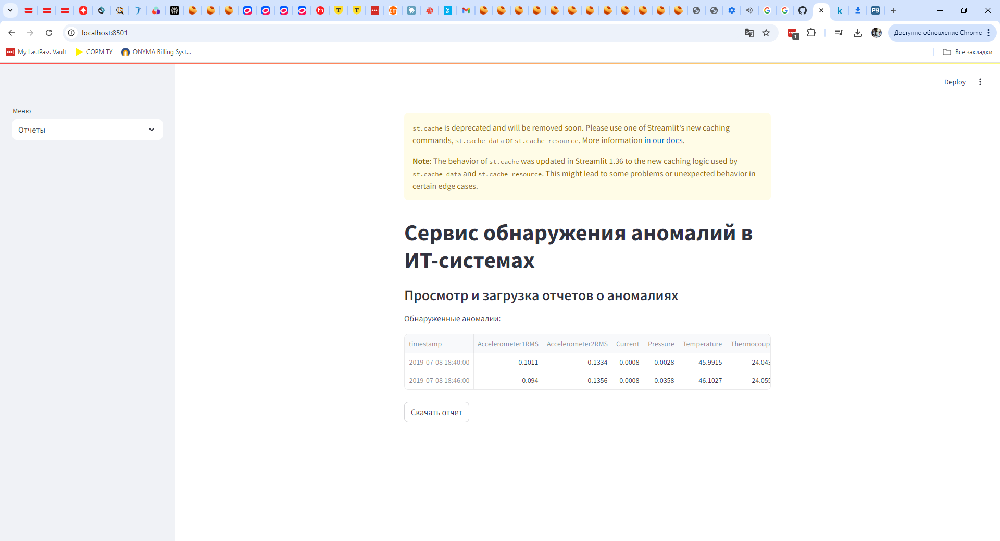 localhost:8501
1
Доступно обновление Chrome
My LastPass Vault
СОРМ ТУ
ONYMA Billing Syst...
Все закладки
Deploy
Меню
Отчеты
st.cache is deprecated and will be removed soon. Please use one of Streamlit's new caching
commands, st.cache_data or st.cache_resource. More information in our docs.
Note: The behavior of st.cache was updated in Streamlit 1.36 to the new caching logic used by
st.cache_data and st.cache_resource. This might lead to some problems or unexpected behavior in
certain edge cases.
Сервис обнаружения аномалий в
ИТ-системах
Просмотр и загрузка отчетов о аномалиях
Обнаруженные аномалии:
timestamp Accelerometer1RMS Accelerometer2RMS Current Pressure Temperature Thermocoup
2019-07-08 18:40:00 0.1011 0.1334 0.0008 -0.0028 45.9915 24.043
2019-07-08 18:46:00 0.094 0.1356 0.0008 -0.0358 46.1027 24.055
Скачать отчет